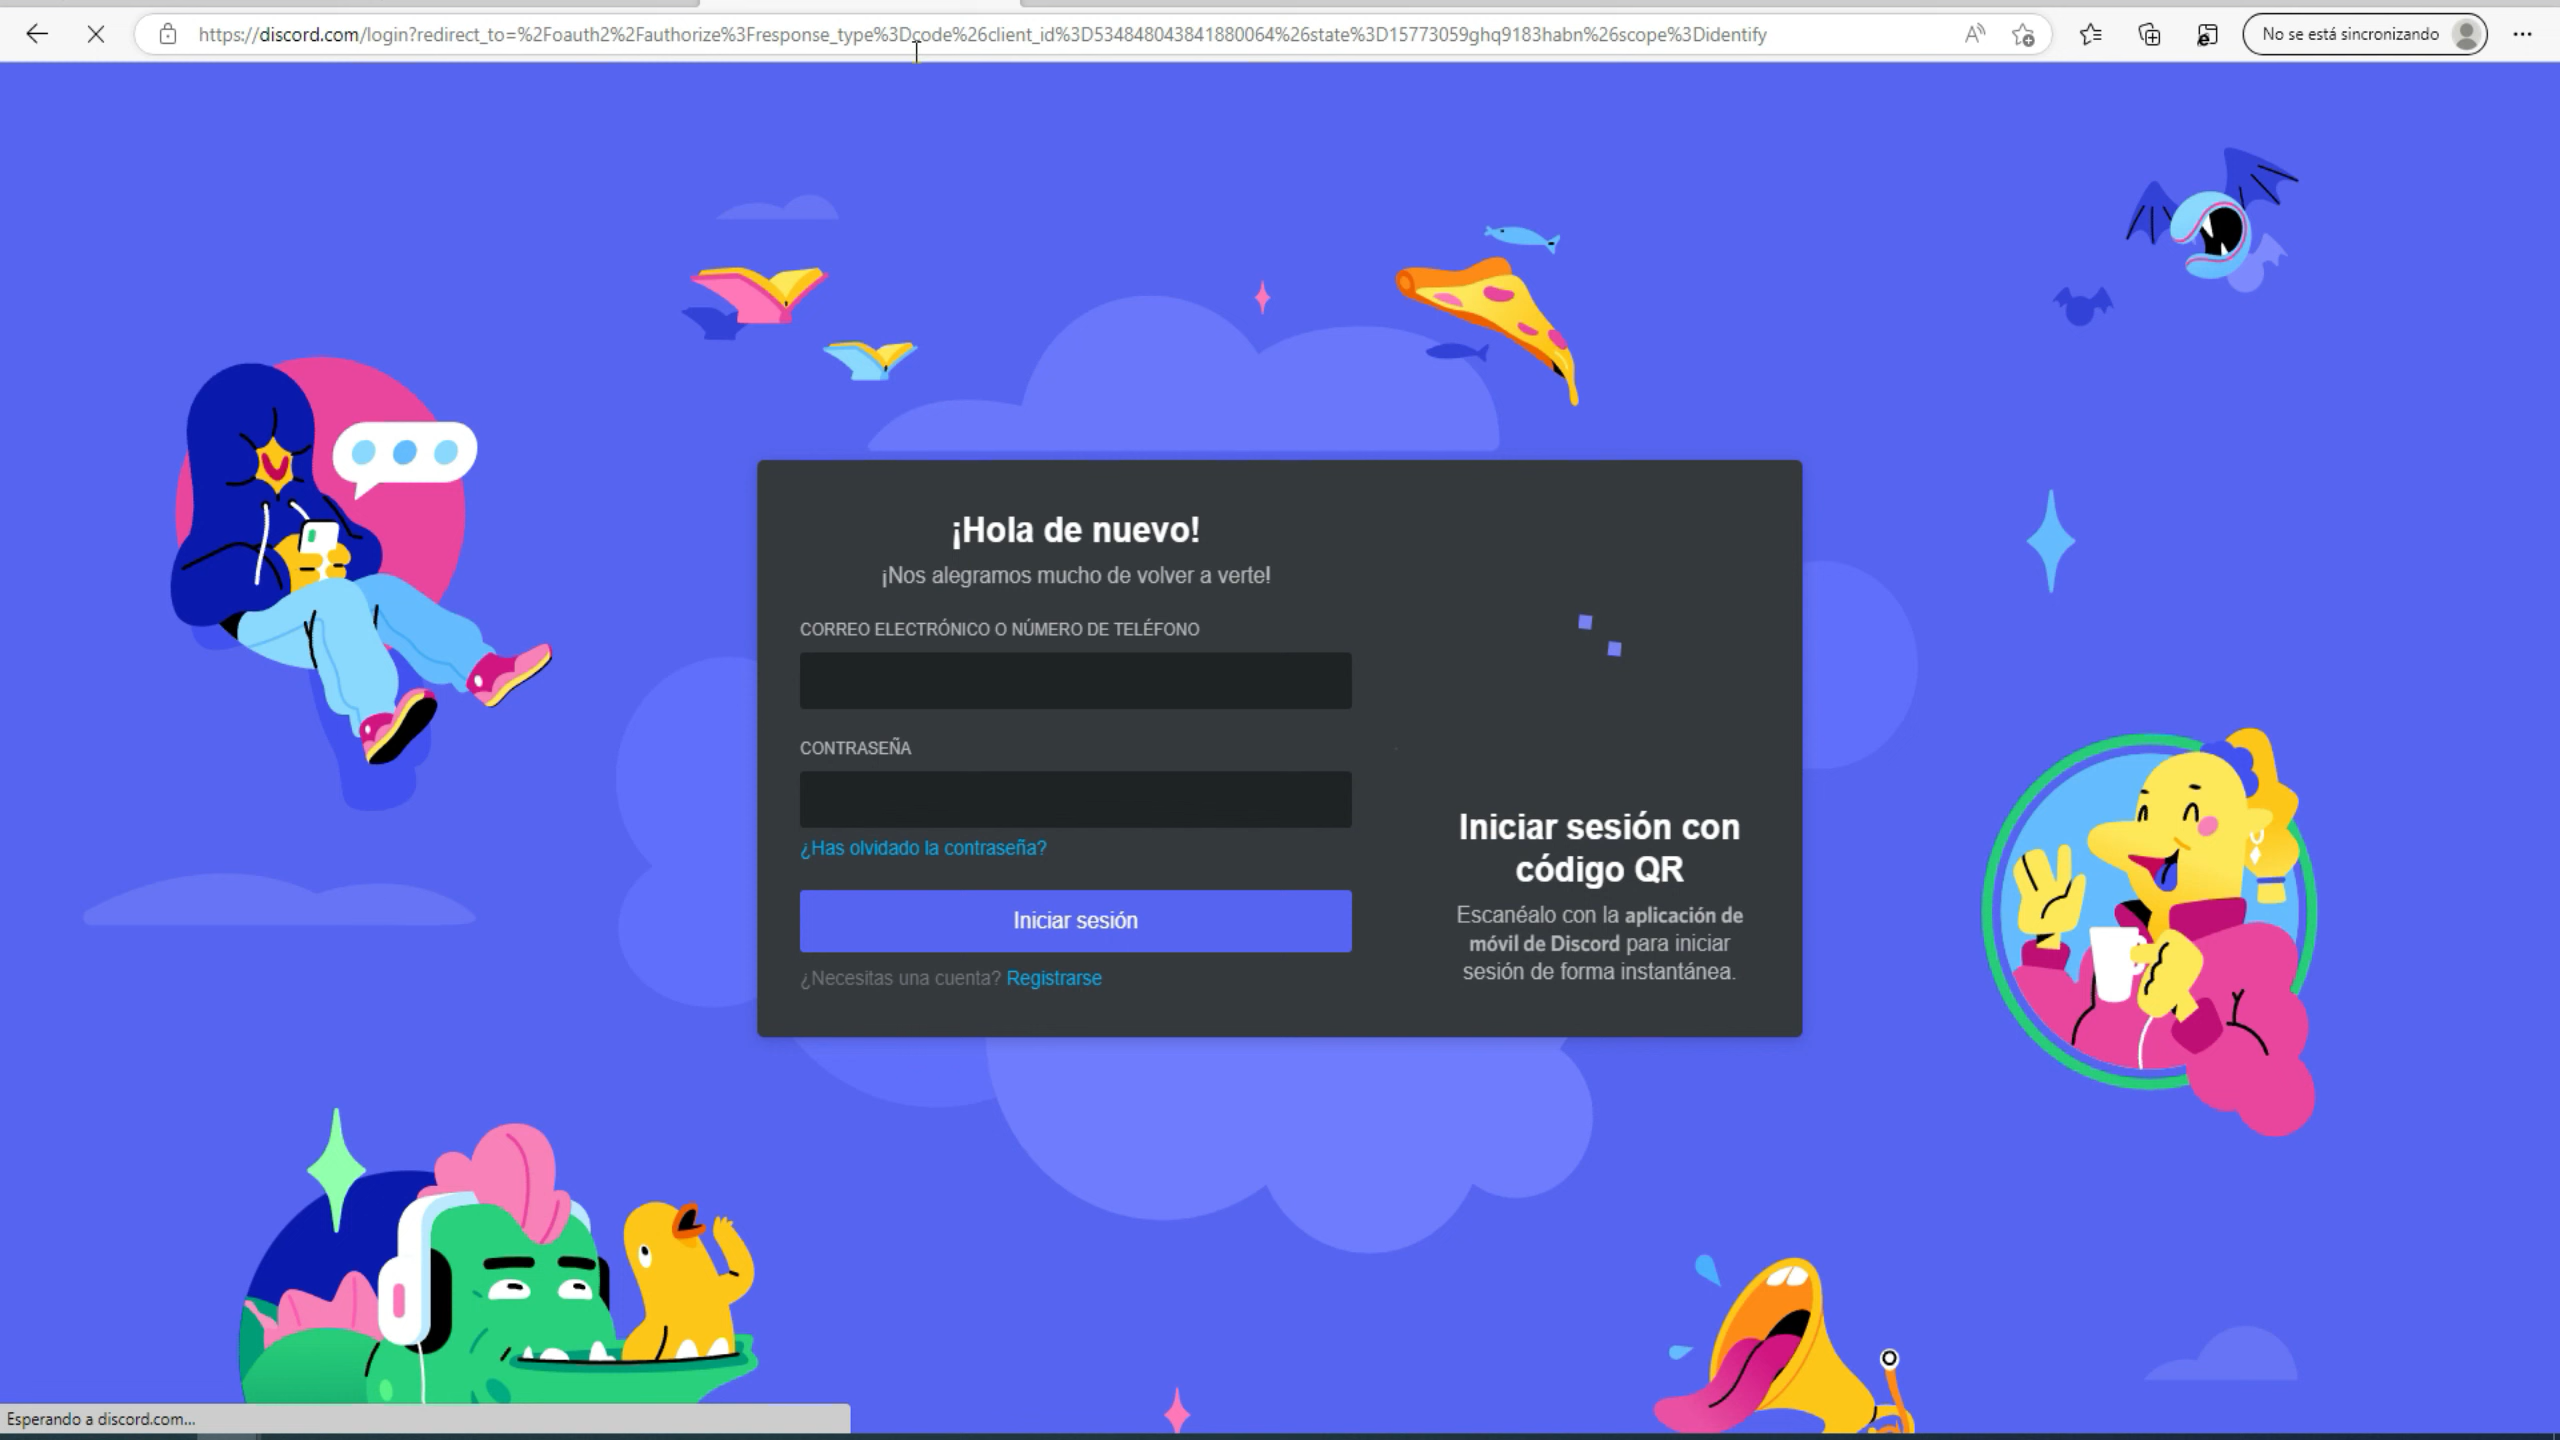 https://discord.com/login?redirect_to=%2Foauth2%2Fauthorize%3Fresponse_type%3Dcode%26client_id%3D534848043841880064%26state%3D15773059ghq9183habn%26scope%3Didentify
No se está sincronizando
¡Hola de nuevo!
¡Nos alegramos mucho de volver a verte!
CORREO ELECTRÓNICO O NÚMERO DE TELÉFONO
CONTRASEÑA
¿Has olvidado la contraseña?
Iniciar sesión
¿Necesitas una cuenta? Registrarse
Iniciar sesión con
código QR
Escanéalo con la aplicación de
móvil de Discord para iniciar
sesión de forma instantánea.
Esperando a discord.com...